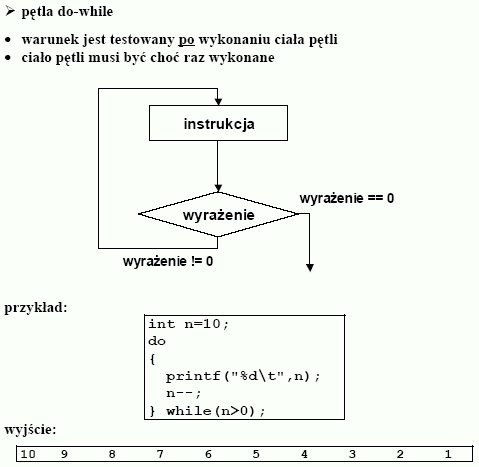 ➢ pętla do-while
• warunek jest testowany po wykonaniu ciała pętli
• ciało pętli musi być choć raz wykonane
instrukcja
wyrażenie == 0
wyrażenie
wyrażenie != 0
przykład:
int n=10;
do
{
printf("%d\t",n);
n--;
} while(n>0);
wyjście:
10 9 8 7 6 5 4 3 2 1